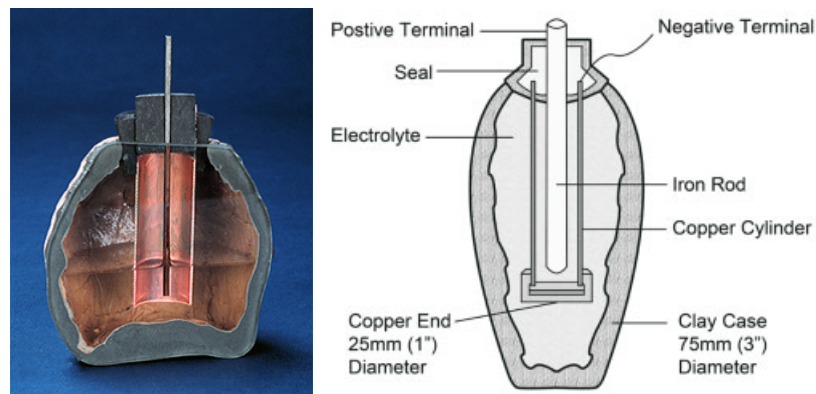 Postive Terminal
Negative Terminal
Seal
Electrolyte
Iron Rod
Copper Cylinder
Copper End
25mm (1")
Diameter
Clay Case
75mm (3")
Diameter